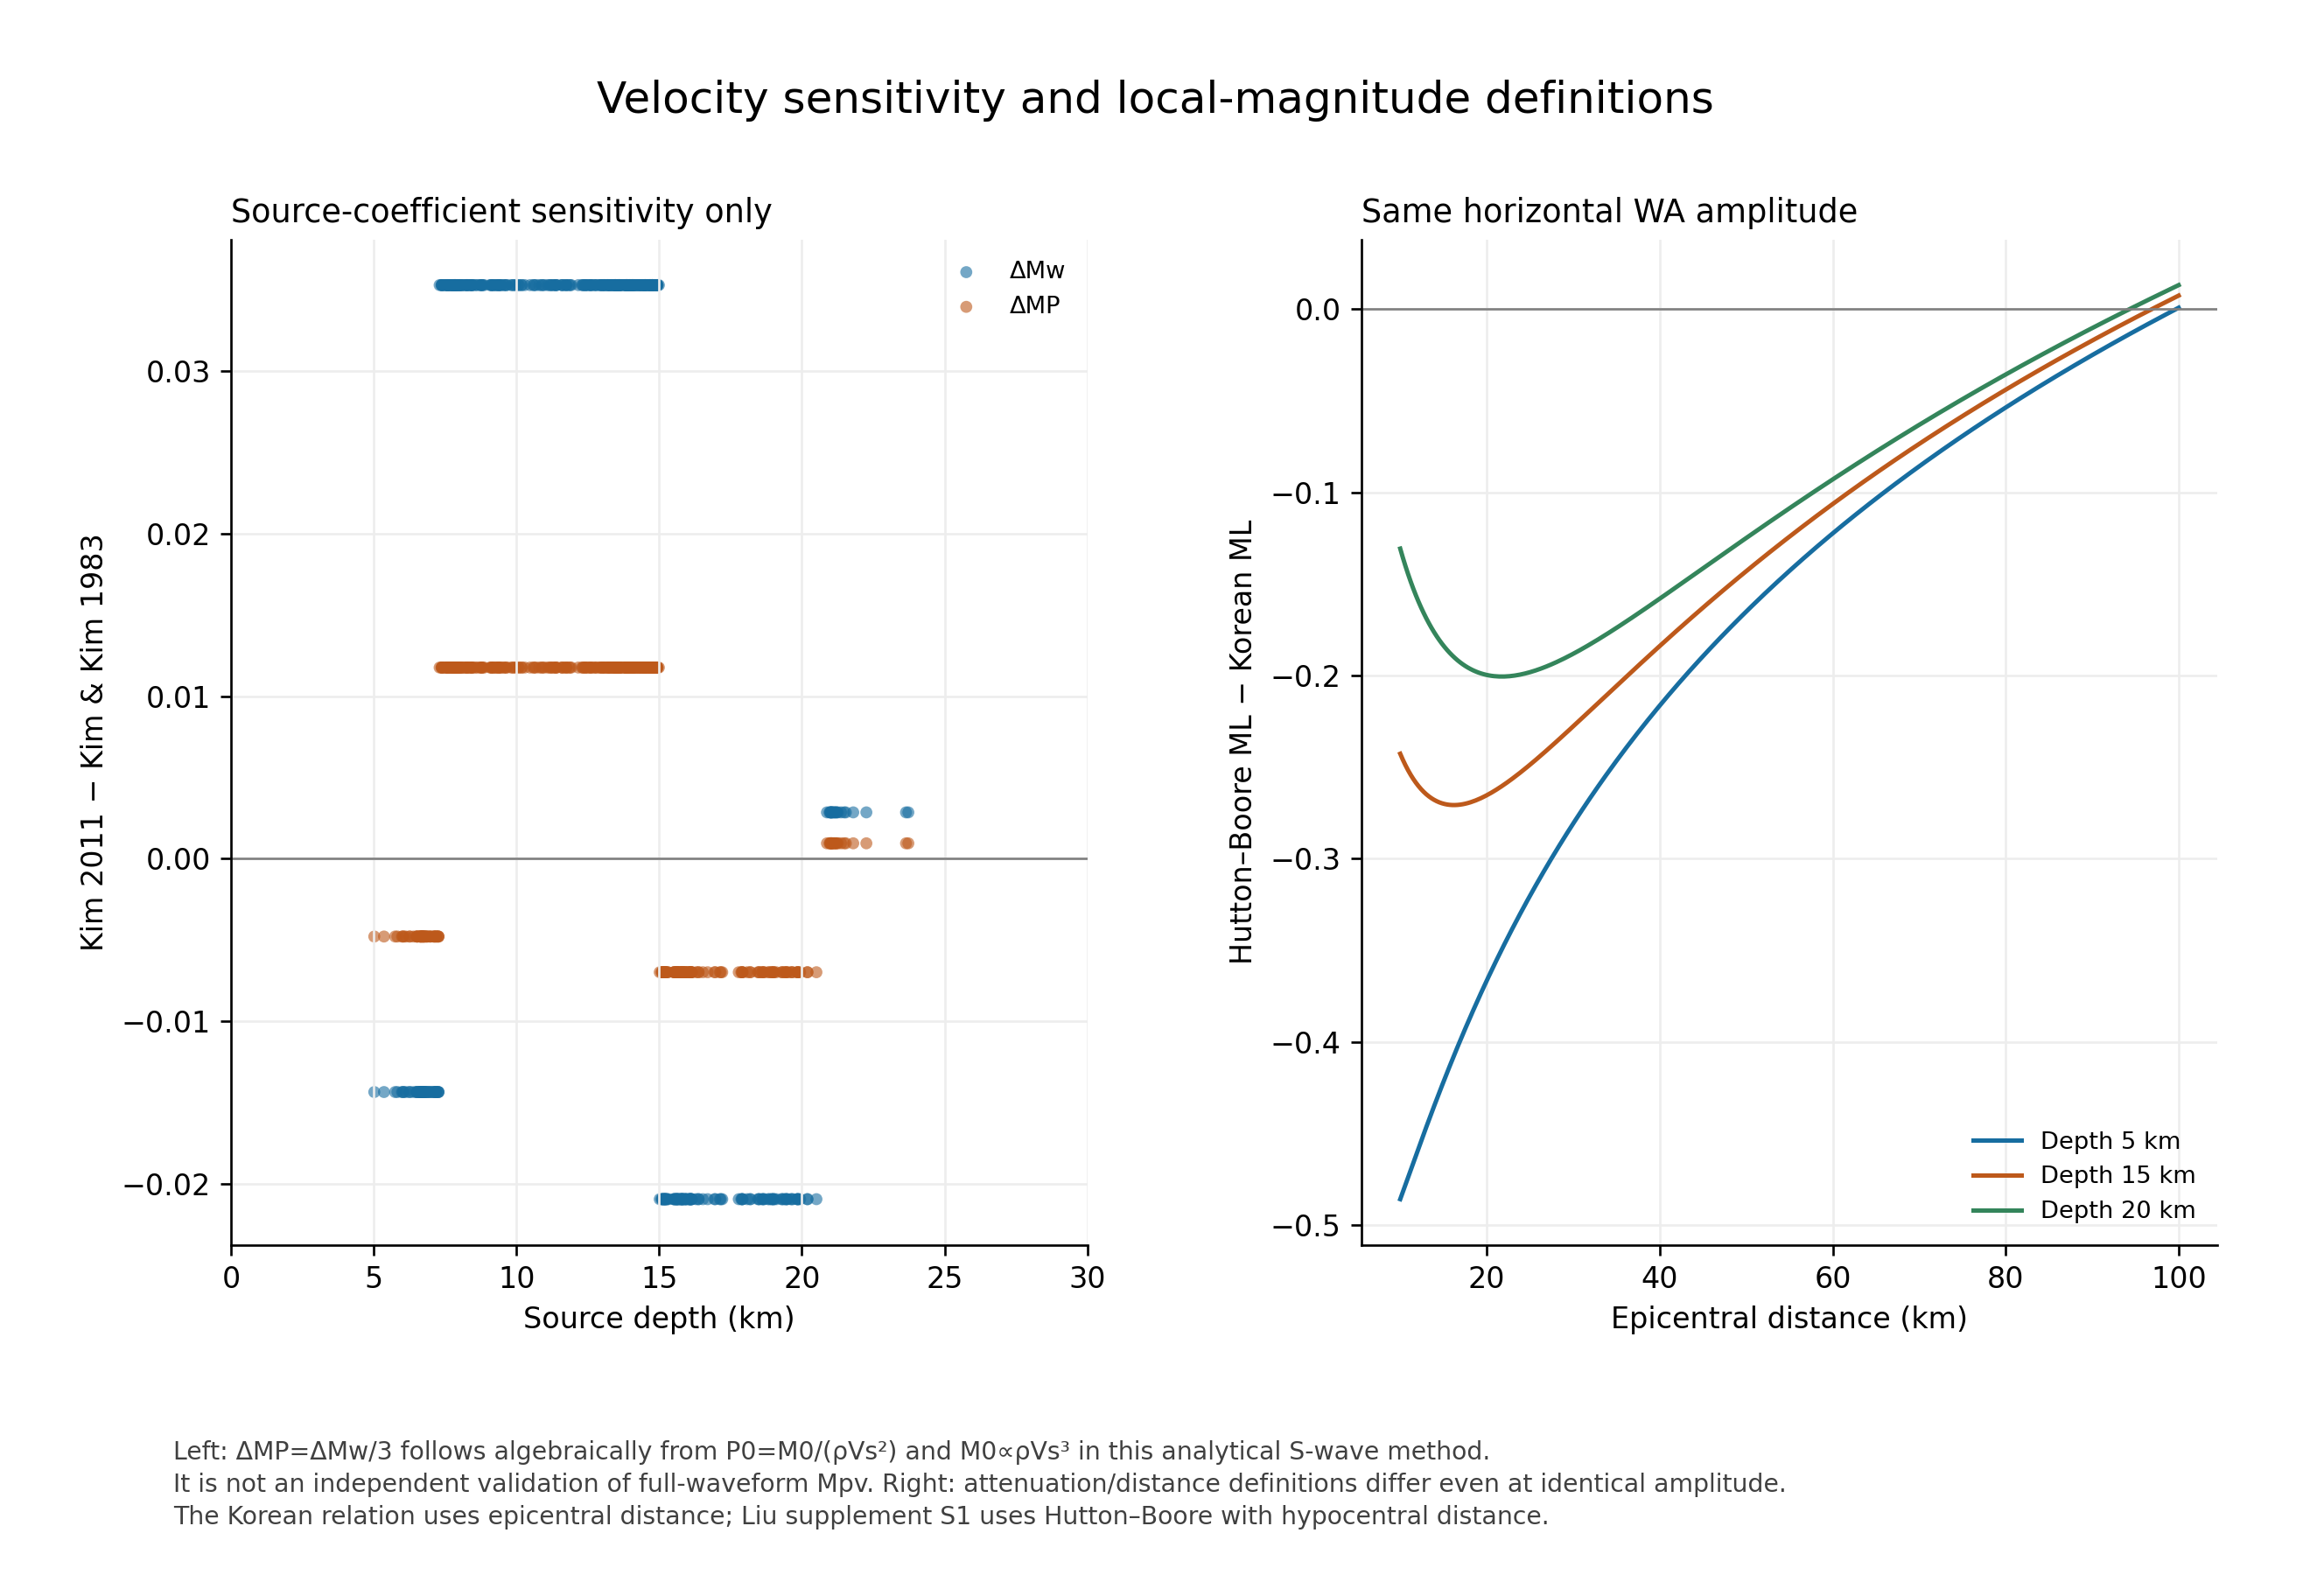 Velocity sensitivity and local-magnitude definitions
Source-coefficient sensitivity only
ΔMw
ΔMP
0.03
0.02
0.01
0.00
−0.01
−0.02
Kim 2011 − Kim & Kim 1983
0
5
10
15
20
25
30
Source depth (km)
Same horizontal WA amplitude
0.0
−0.1
−0.2
−0.3
−0.4
−0.5
Hutton–Boore ML − Korean ML
Depth 5 km
Depth 15 km
Depth 20 km
20
40
60
80
100
Epicentral distance (km)
Left: ΔMP=ΔMw/3 follows algebraically from P0=M0/(ρVs²) and M0∝ρVs³ in this analytical S-wave method.
It is not an independent validation of full-waveform Mpv. Right: attenuation/distance definitions differ even at identical amplitude.
The Korean relation uses epicentral distance; Liu supplement S1 uses Hutton–Boore with hypocentral distance.